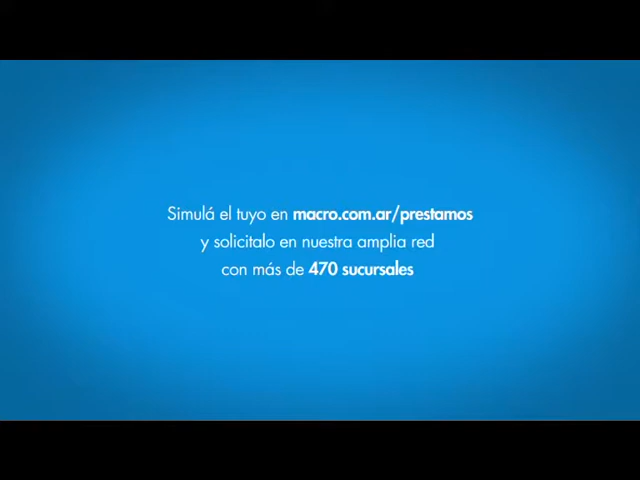 Simulá el tuyo en macro.com.ar/prestamos
y solicitalo en nuestra amplia red
con más de 470 sucursales